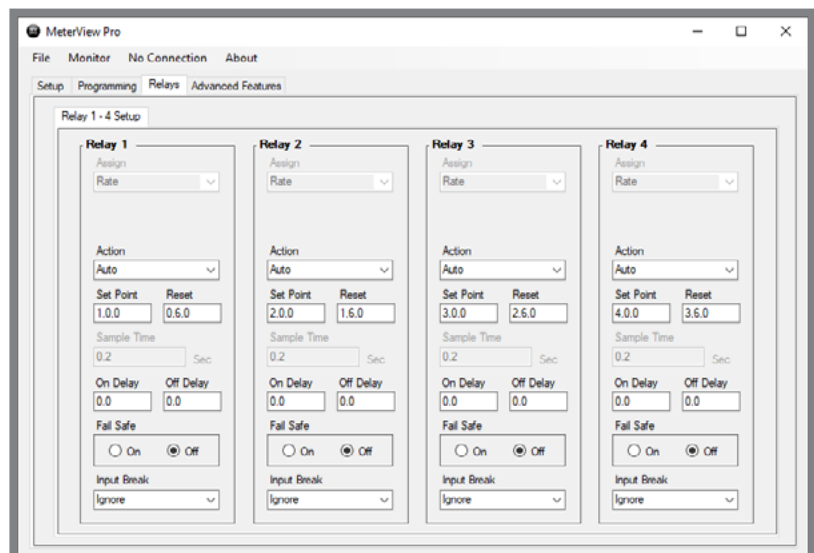 MeterView Pro
File Monitor No Connection About
Setup Programming Relays Advanced Features
Relay 1 - 4 Setup
Relay 1 Relay 2 Relay 3 Relay 4
Assign Assign Assign Assign
Rate Rate Rate Rate
Action Action Action Action
Auto Auto Auto Auto
Set Point Reset Set Point Reset Set Point Reset Set Point Reset
1.0.0 0.6.0 2.0.0 1.6.0 3.0.0 2.6.0 4.0.0 3.6.0
Sample Time Sample Time Sample Time Sample Time
0.2 Sec 0.2 Sec 0.2 Sec 0.2 Sec
On Delay Off Delay On Delay Off Delay On Delay Off Delay On Delay Off Delay
0.0 0.0 0.0 0.0 0.0 0.0 0.0 0.0
Fail Safe Fail Safe Fail Safe Fail Safe
On Off On Off On Off On Off
Input Break Input Break Input Break Input Break
Ignore Ignore Ignore Ignore